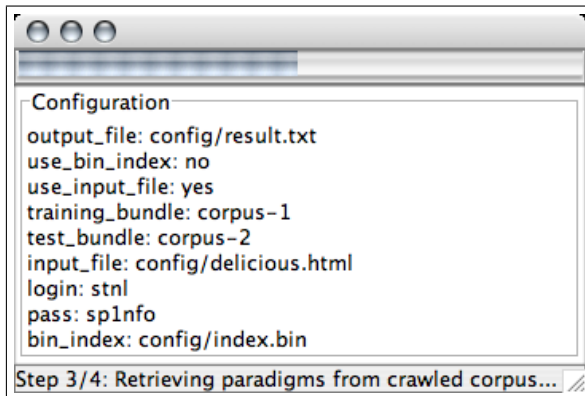 Configuration
output_file: config/result.txt
use_bin_index: no
use_input_file: yes
training_bundle: corpus-1
test_bundle: corpus-2
input_file: config/delicious.html
login: stnl
pass: sp1nfo
bin_index: config/index.bin
Step 3/4: Retrieving paradigms from crawled corpus...